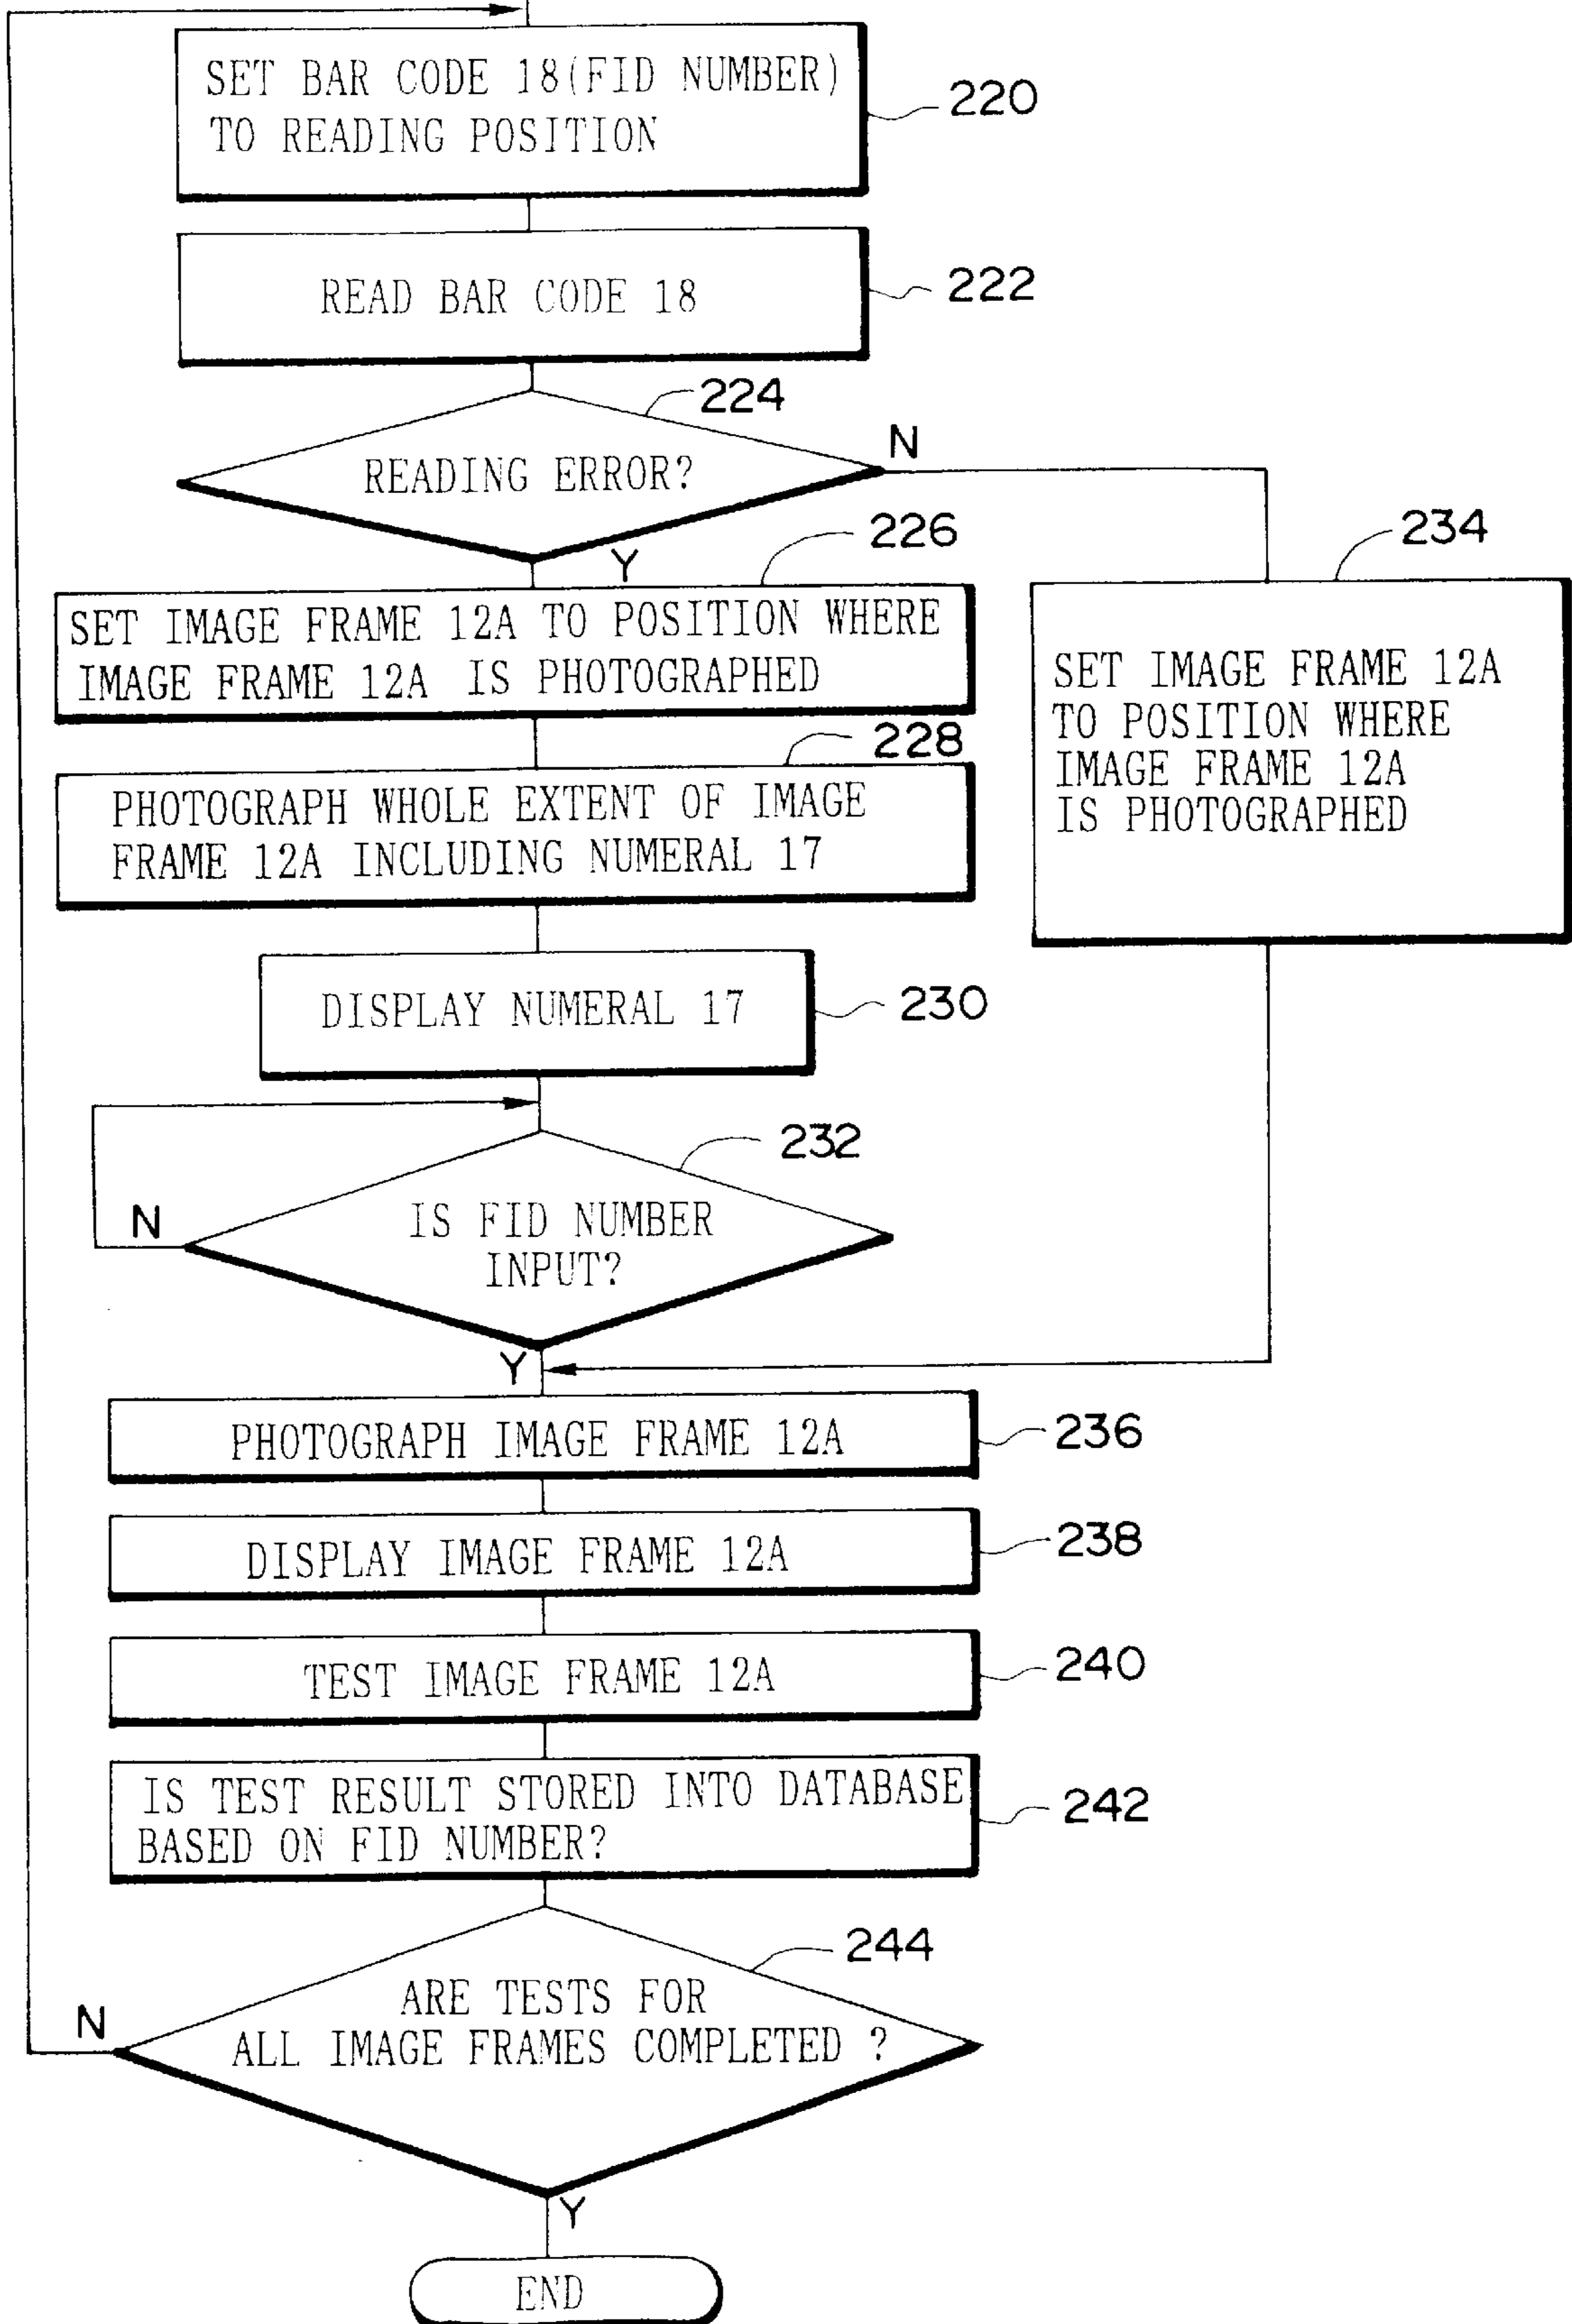 SET BAR CODE 18(FID NUMBER)
TO READING POSITION
220
READ BAR CODE 18
222
224
READING ERROR?
N
Y
226
SET IMAGE FRAME 12A TO POSITION WHERE
IMAGE FRAME 12A IS PHOTOGRAPHED
234
SET IMAGE FRAME 12A
TO POSITION WHERE
IMAGE FRAME 12A
IS PHOTOGRAPHED
228
PHOTOGRAPH WHOLE EXTENT OF IMAGE
FRAME 12A INCLUDING NUMERAL 17
DISPLAY NUMERAL 17
230
232
IS FID NUMBER
INPUT?
N
Y
PHOTOGRAPH IMAGE FRAME 12A
236
DISPLAY IMAGE FRAME 12A
238
TEST IMAGE FRAME 12A
240
IS TEST RESULT STORED INTO DATABASE
BASED ON FID NUMBER?
242
244
ARE TESTS FOR
ALL IMAGE FRAMES COMPLETED ?
N
Y
END